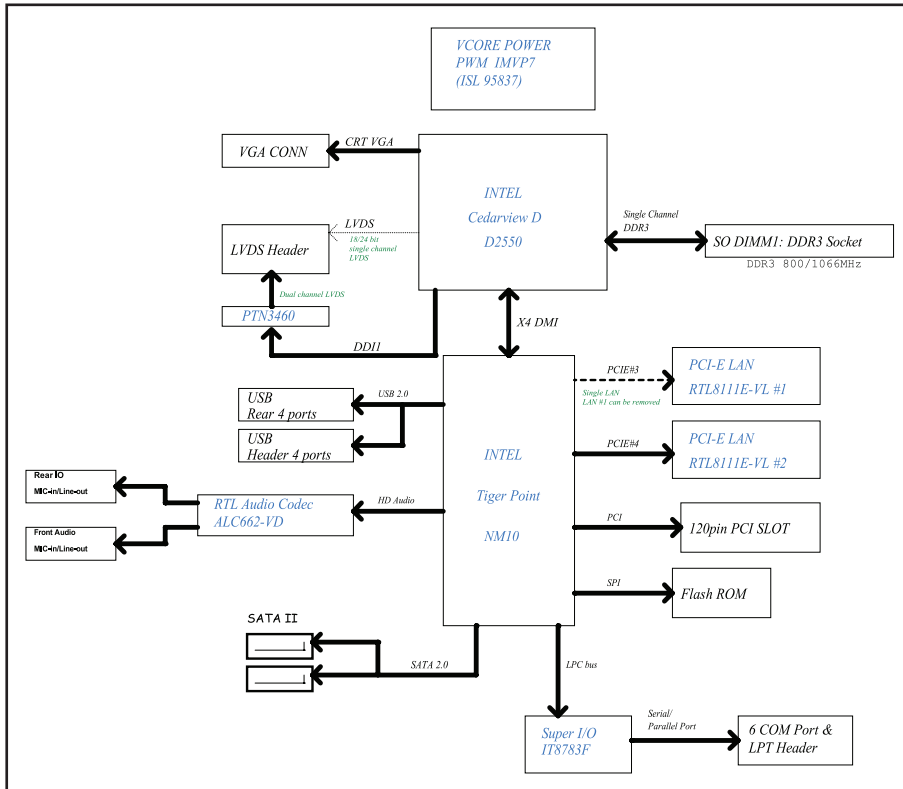 VCORE POWER
PWM IMVP7
(ISL 95837)
VGA CONN
CRT VGA
INTEL
Cedarview D
D2550
Single Channel
DDR3
SO DIMM1: DDR3 Socket
DDR3 800/1066MHz
LVDS Header
LVDS
18/24 bit
single channel
LVDS
Dual channel LVDS
PTN3460
DDI1
X4 DMI
USB
Rear 4 ports
USB 2.0
USB
Header 4 ports
INTEL
Tiger Point
NM10
PCIE#3
Single LAN
LAN #1 can be removed
PCI-E LAN
RTL8111E-VL #1
PCIE#4
PCI-E LAN
RTL8111E-VL #2
Rear IO
MIC-in/Line-out
Front Audio
MIC-in/Line-out
RTL Audio Codec
ALC662-VD
HD Audio
PCI
120pin PCI SLOT
SPI
Flash ROM
SATA II
SATA 2.0
LPC bus
Super I/O
IT8783F
Serial/
Parallel Port
6 COM Port &
LPT Header